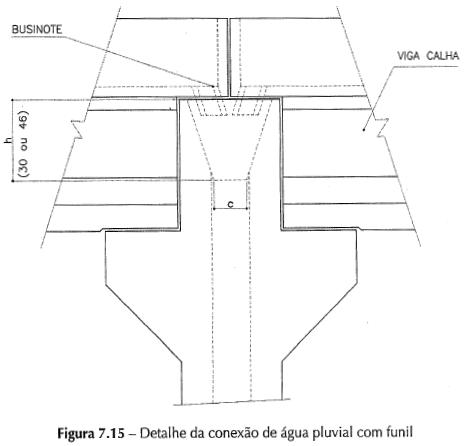 BUSINOTE
VIGA CALHA
h
(30 ou 46)
c
Figura 7.15 – Detalhe da conexão de água pluvial com funil